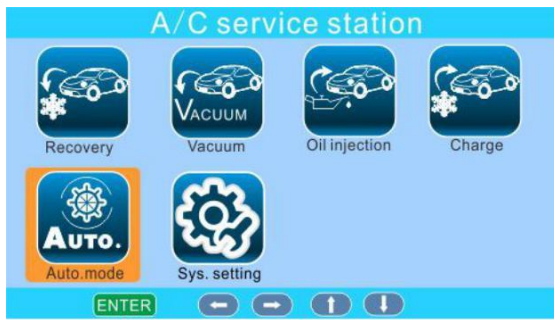 A/C service station
VACUUM
Recovery
Vacuum
Oil injection
Charge
AUTO.
Auto.mode
Sys. setting
ENTER